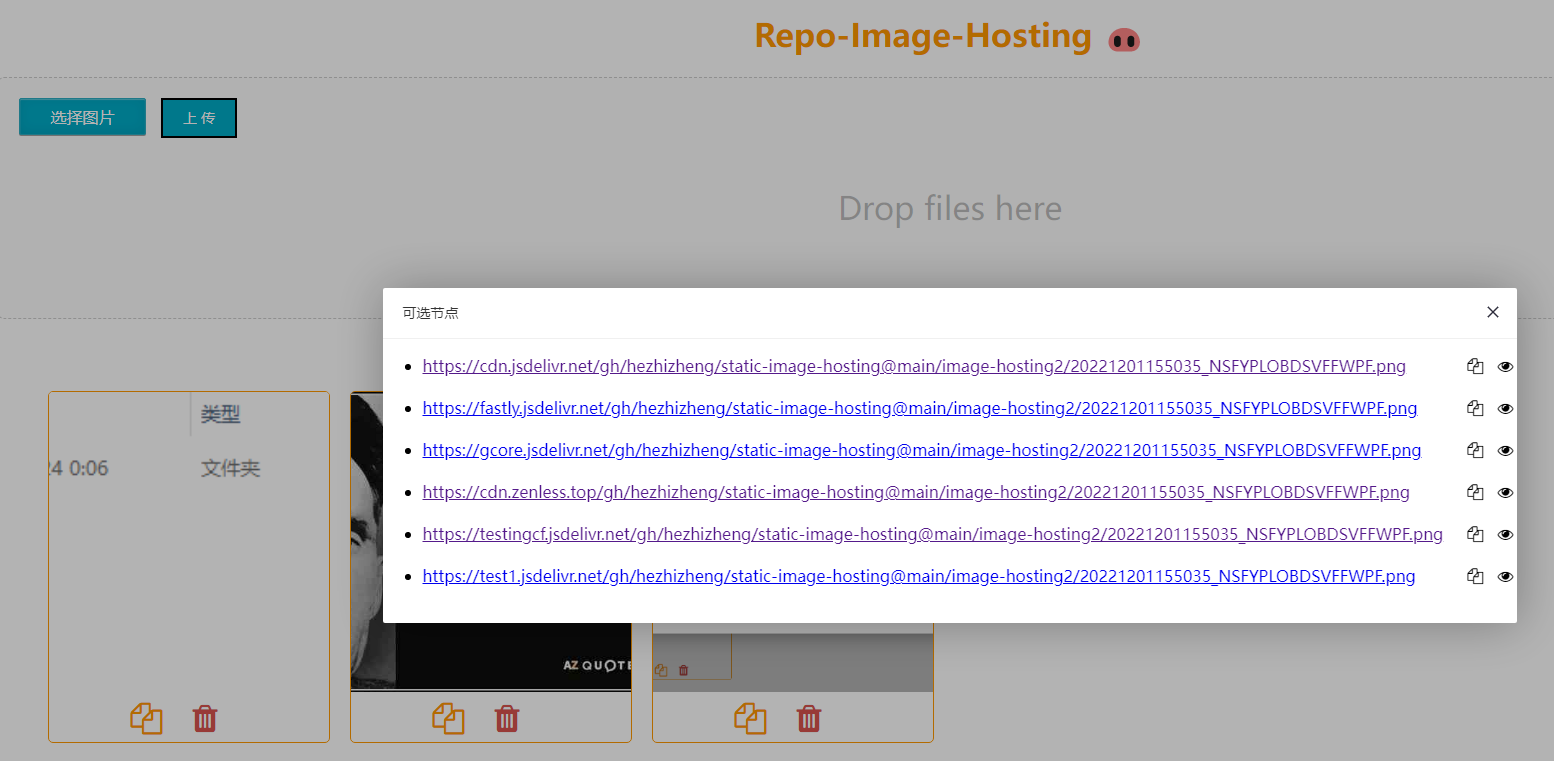 Repo-Image-Hosting
选择图片
上 传
Drop files here
可选节点
https://cdn.jsdelivr.net/gh/hezhizheng/static-image-hosting@main/image-hosting2/20221201155035_NSFYPLOBDSVFFWPF.png
https://fastly.jsdelivr.net/gh/hezhizheng/static-image-hosting@main/image-hosting2/20221201155035_NSFYPLOBDSVFFWPF.png
https://gcore.jsdelivr.net/gh/hezhizheng/static-image-hosting@main/image-hosting2/20221201155035_NSFYPLOBDSVFFWPF.png
https://cdn.zenless.top/gh/hezhizheng/static-image-hosting@main/image-hosting2/20221201155035_NSFYPLOBDSVFFWPF.png
https://testingcf.jsdelivr.net/gh/hezhizheng/static-image-hosting@main/image-hosting2/20221201155035_NSFYPLOBDSVFFWPF.png
https://test1.jsdelivr.net/gh/hezhizheng/static-image-hosting@main/image-hosting2/20221201155035_NSFYPLOBDSVFFWPF.png
类型
24 0:06 文件夹
AZ QUOTE